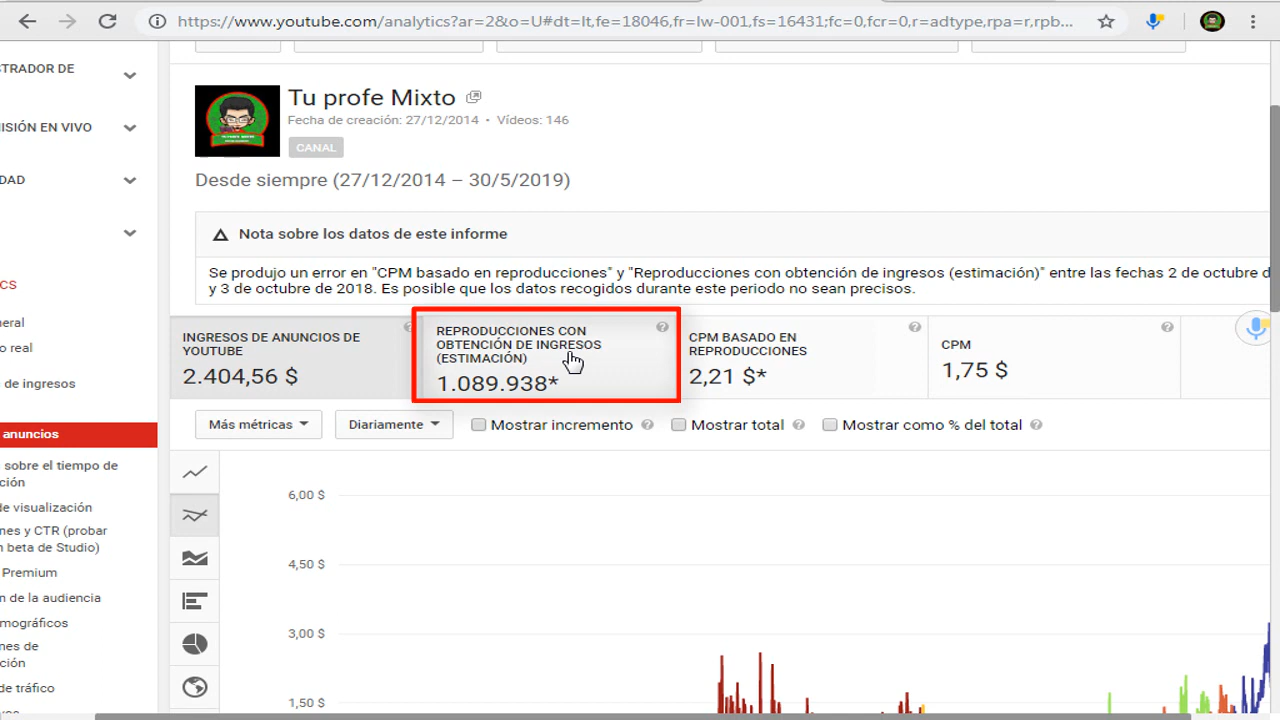 https://www.youtube.com/analytics?ar=2&o=U#dt=lt,fe=18046,fr=lw-001,fs=16431;fc=0,fcr=0,r=adtype,rpa=r,rpb...
TRADOR DE
ISIÓN EN VIVO
DAD
CS
neral
o real
de ingresos
anuncios
sobre el tiempo de
ción
de visualización
nes y CTR (probar
n beta de Studio)
Premium
n de la audiencia
mográficos
nes de
ción
de tráfico
Tu profe Mixto
Fecha de creación: 27/12/2014 • Vídeos: 146
CANAL
Desde siempre (27/12/2014 – 30/5/2019)
Nota sobre los datos de este informe
Se produjo un error en "CPM basado en reproducciones" y "Reproducciones con obtención de ingresos (estimación)" entre las fechas 2 de octubre d
y 3 de octubre de 2018. Es posible que los datos recogidos durante este periodo no sean precisos.
INGRESOS DE ANUNCIOS DE
YOUTUBE
2.404,56 $
REPRODUCCIONES CON
OBTENCIÓN DE INGRESOS
(ESTIMACIÓN)
1.089.938*
CPM BASADO EN
REPRODUCCIONES
2,21 $*
CPM
1,75 $
Más métricas
Diariamente
Mostrar incremento
Mostrar total
Mostrar como % del total
6,00 $
4,50 $
3,00 $
1,50 $